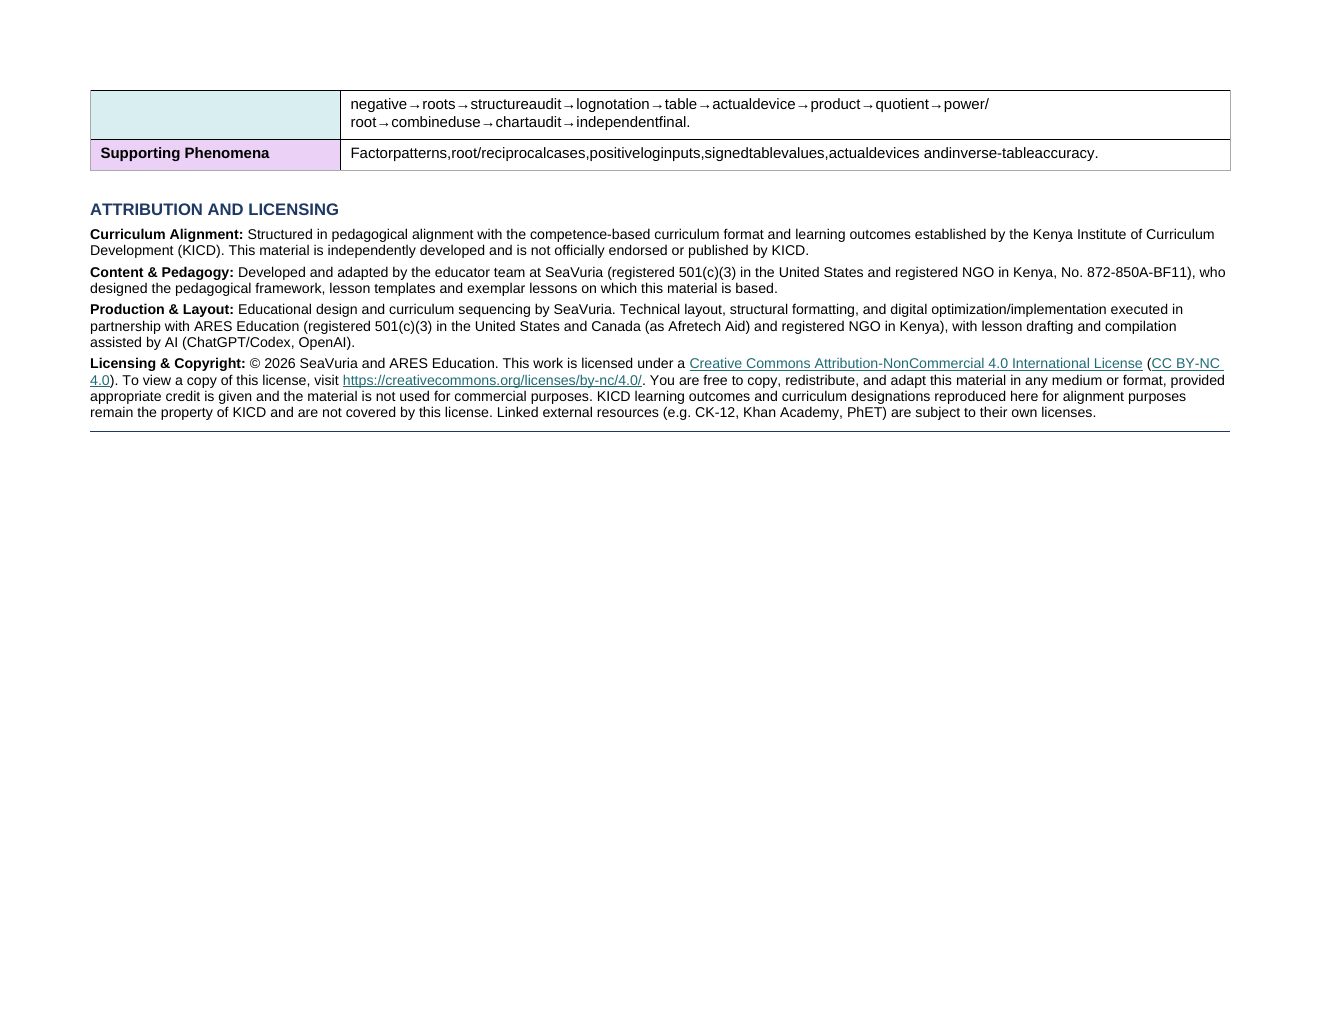 negative→roots→structureaudit→lognotation→table→actualdevice→product→quotient→power/
root→combineduse→chartaudit→independentfinal.
Supporting Phenomena
Factorpatterns,root/reciprocalcases,positiveloginputs,signedtablevalues,actualdevices andinverse-tableaccuracy.
ATTRIBUTION AND LICENSING
Curriculum Alignment: Structured in pedagogical alignment with the competence-based curriculum format and learning outcomes established by the Kenya Institute of Curriculum
Development (KICD). This material is independently developed and is not officially endorsed or published by KICD.
Content & Pedagogy: Developed and adapted by the educator team at SeaVuria (registered 501(c)(3) in the United States and registered NGO in Kenya, No. 872-850A-BF11), who
designed the pedagogical framework, lesson templates and exemplar lessons on which this material is based.
Production & Layout: Educational design and curriculum sequencing by SeaVuria. Technical layout, structural formatting, and digital optimization/implementation executed in
partnership with ARES Education (registered 501(c)(3) in the United States and Canada (as Afretech Aid) and registered NGO in Kenya), with lesson drafting and compilation
assisted by AI (ChatGPT/Codex, OpenAI).
Licensing & Copyright: © 2026 SeaVuria and ARES Education. This work is licensed under a Creative Commons Attribution-NonCommercial 4.0 International License (CC BY-NC
4.0). To view a copy of this license, visit https://creativecommons.org/licenses/by-nc/4.0/. You are free to copy, redistribute, and adapt this material in any medium or format, provided
appropriate credit is given and the material is not used for commercial purposes. KICD learning outcomes and curriculum designations reproduced here for alignment purposes
remain the property of KICD and are not covered by this license. Linked external resources (e.g. CK-12, Khan Academy, PhET) are subject to their own licenses.